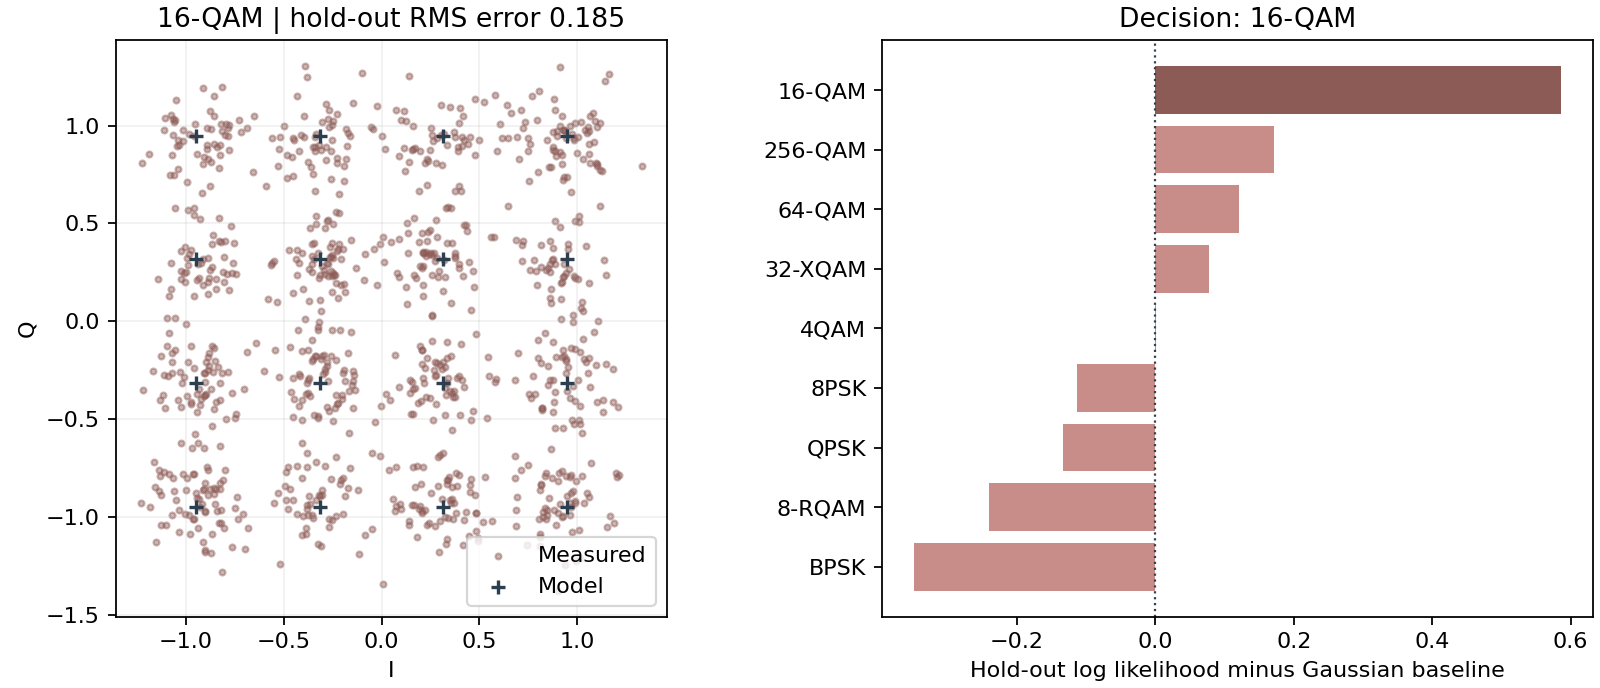 16-QAM | hold-out RMS error 0.185
1.0
0.5
0.0
−0.5
−1.0
−1.5
Q
−1.0
−0.5
0.0
0.5
1.0
I
Measured
Model
Decision: 16-QAM
16-QAM
256-QAM
64-QAM
32-XQAM
4QAM
8PSK
QPSK
8-RQAM
BPSK
−0.2
0.0
0.2
0.4
0.6
Hold-out log likelihood minus Gaussian baseline